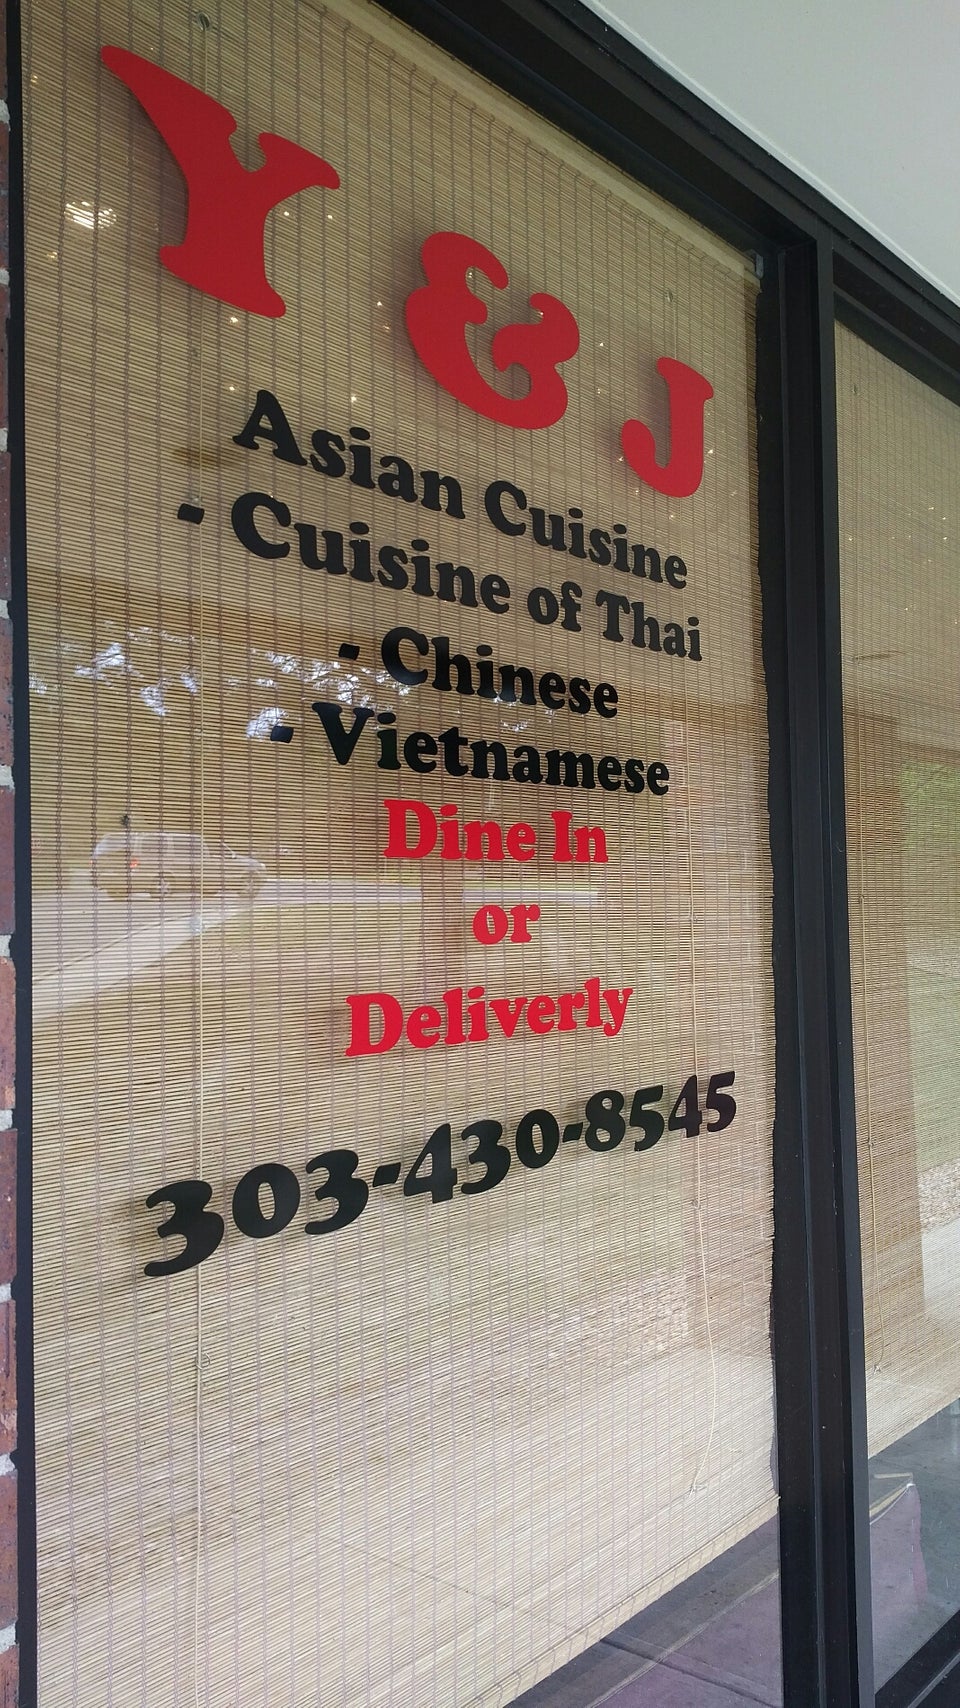 Y & J
Asian Cuisine
- Cuisine of Thai
- Chinese
- Vietnamese
Dine In
or
Deliverly
303-430-8545